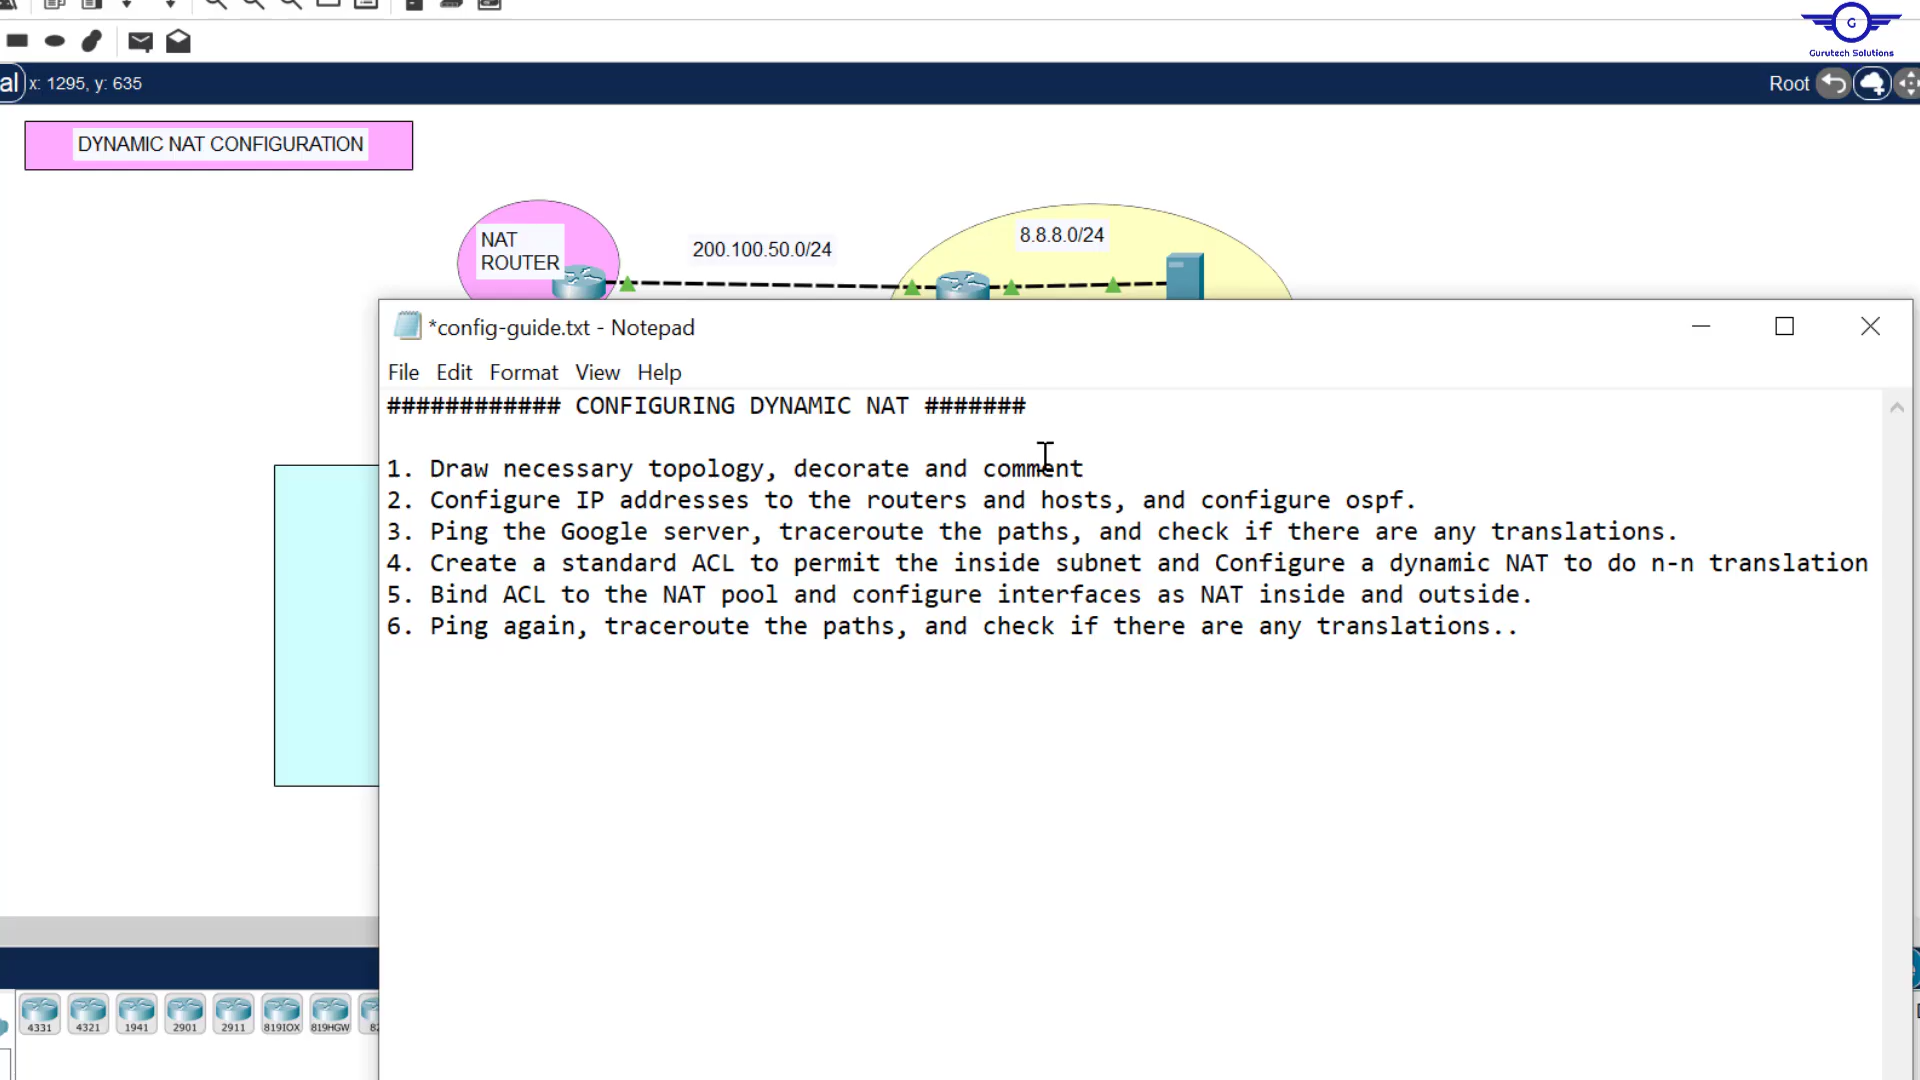 G
Gurutech Solutions
al
x: 1295, y: 635
Root
DYNAMIC NAT CONFIGURATION
NAT
ROUTER
200.100.50.0/24
8.8.8.0/24
*config-guide.txt - Notepad
File Edit Format View Help
############ CONFIGURING DYNAMIC NAT #######
1. Draw necessary topology, decorate and comment
2. Configure IP addresses to the routers and hosts, and configure ospf.
3. Ping the Google server, traceroute the paths, and check if there are any translations.
4. Create a standard ACL to permit the inside subnet and Configure a dynamic NAT to do n-n translation
5. Bind ACL to the NAT pool and configure interfaces as NAT inside and outside.
6. Ping again, traceroute the paths, and check if there are any translations..
4331 4321 1941 2901 2911 819IOX 819HGW